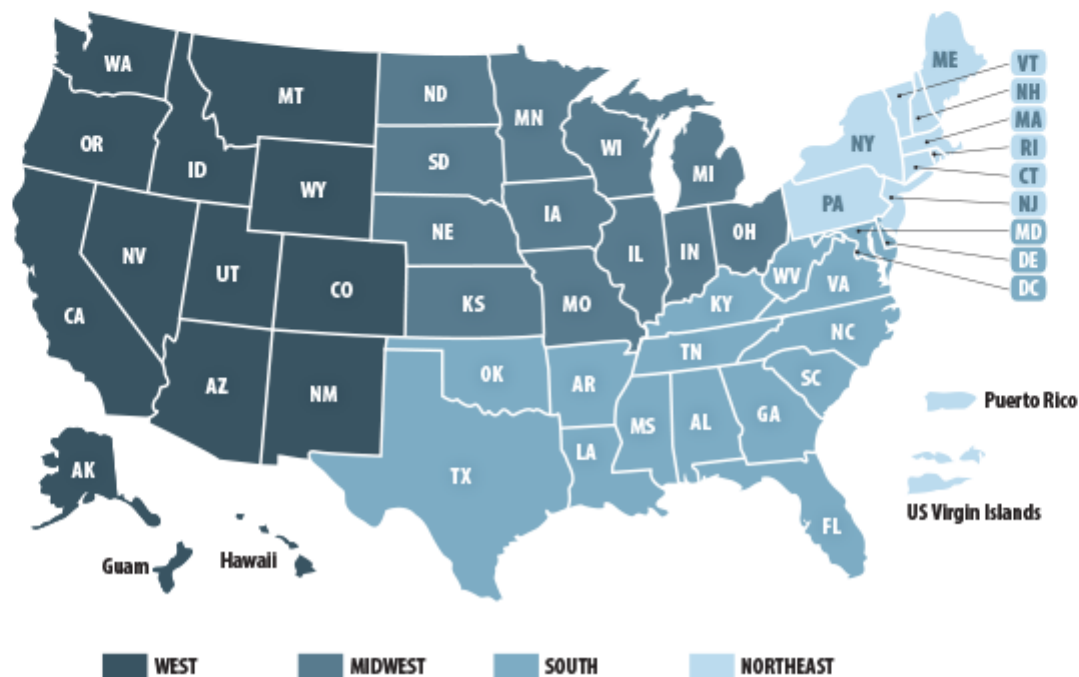 WA
MT
ND
MN
ME
VT
NH
MA
RI
CT
NJ
MD
DE
DC
OR
ID
WY
SD
WI
MI
NY
PA
NV
UT
CO
NE
IA
IL
IN
OH
CA
KS
MO
WV
VA
KY
AZ
NM
OK
AR
TN
NC
SC
MS
AL
GA
TX
LA
FL
AK
Puerto Rico
US Virgin Islands
Guam
Hawaii
WEST
MIDWEST
SOUTH
NORTHEAST